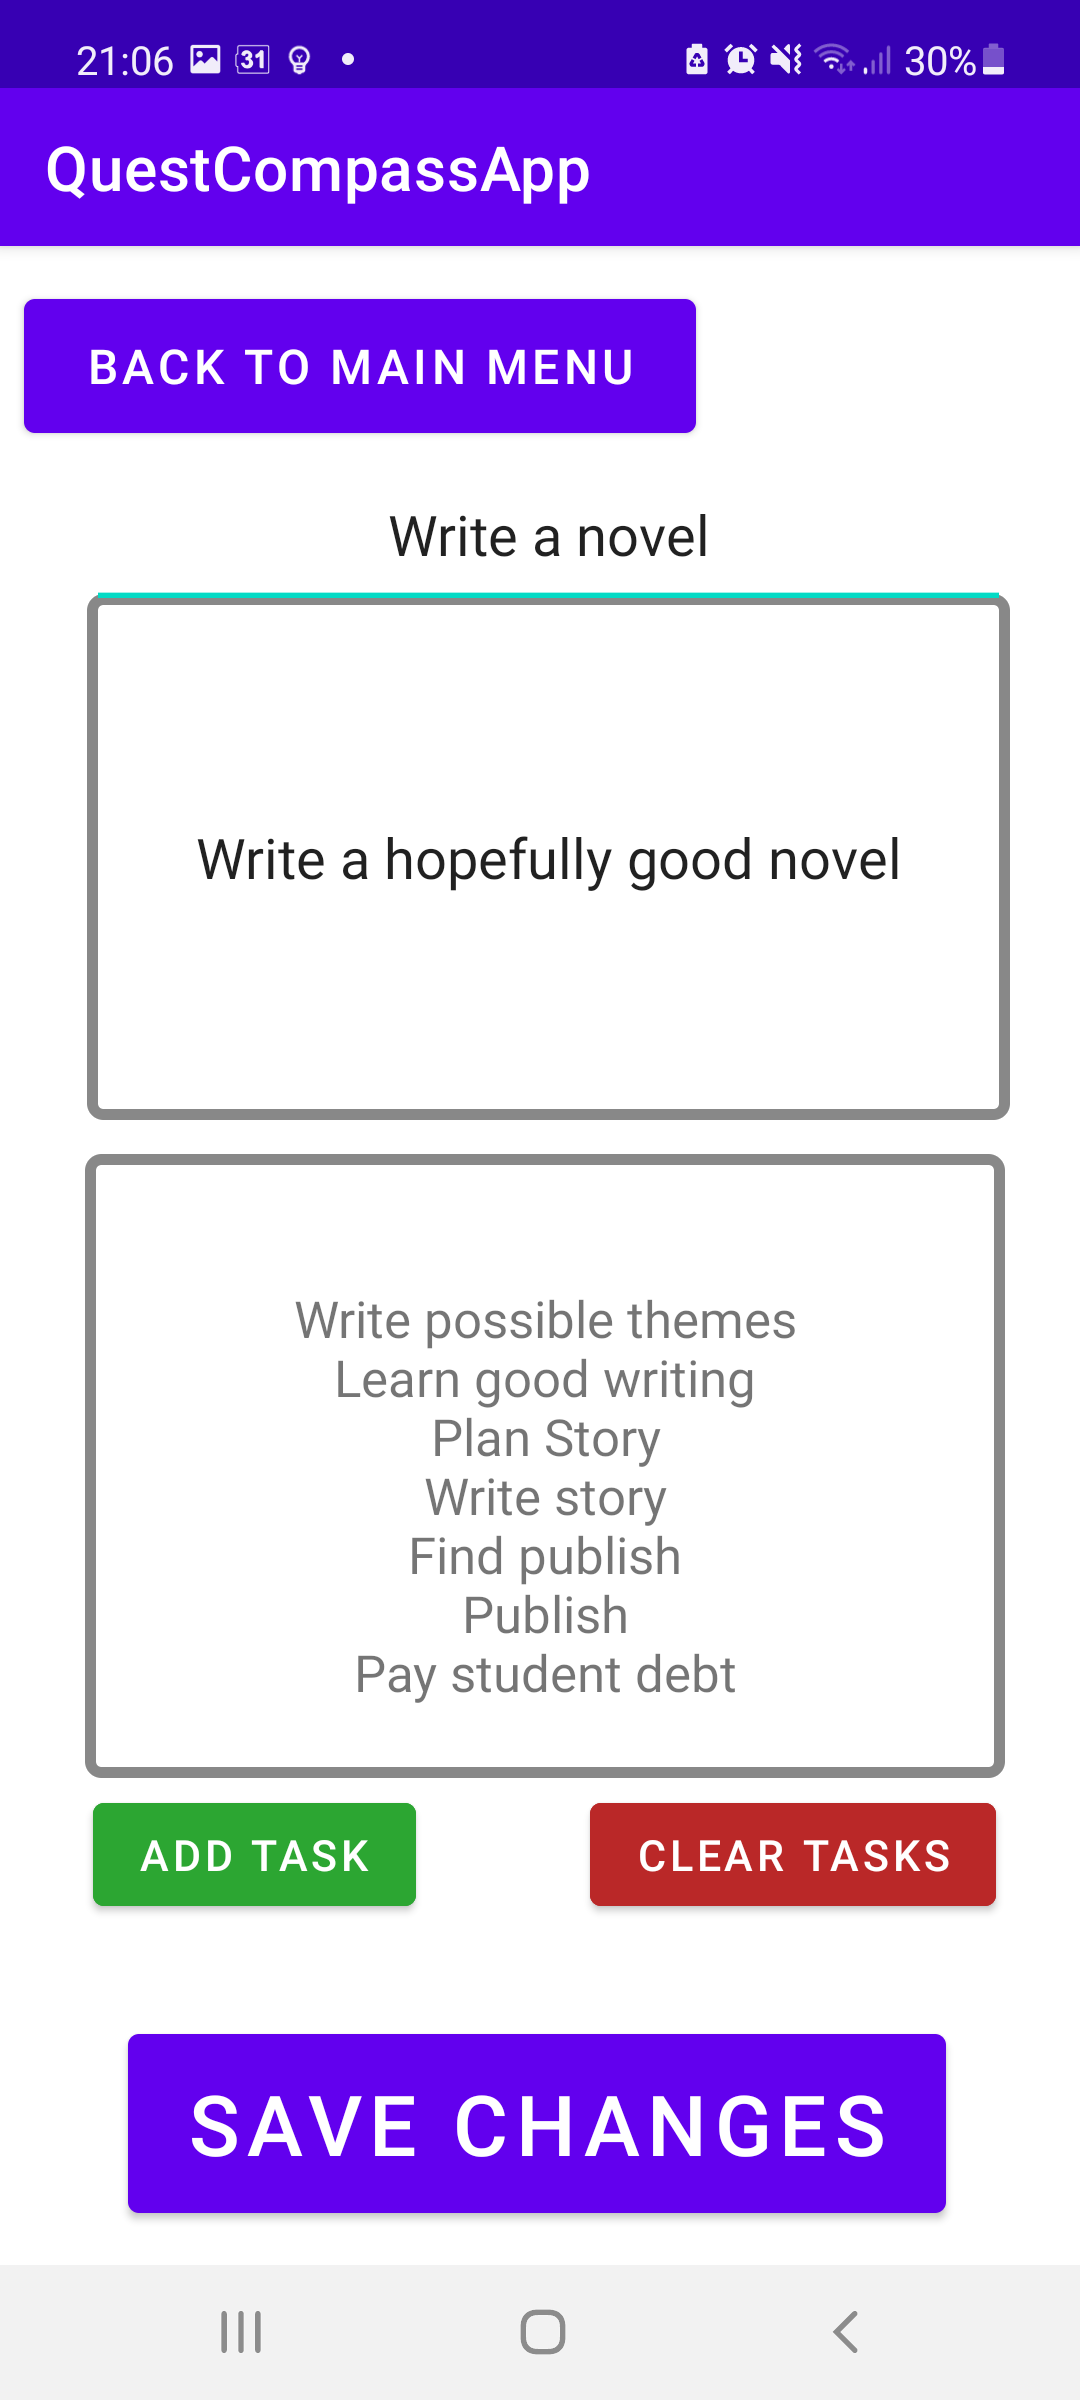 21:06 31 30%
QuestCompassApp
BACK TO MAIN MENU
Write a novel
Write a hopefully good novel
Write possible themes
Learn good writing
Plan Story
Write story
Find publish
Publish
Pay student debt
ADD TASK CLEAR TASKS
SAVE CHANGES